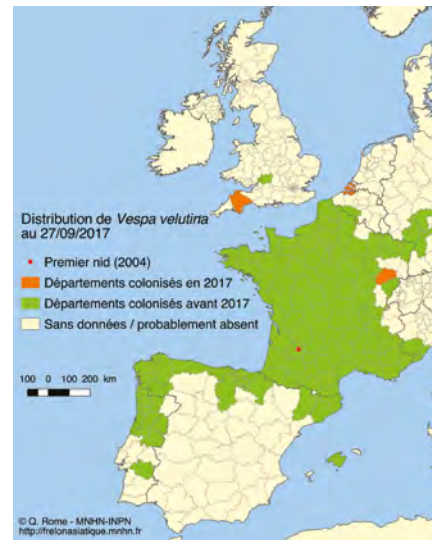 Distribution de Vespa velutina
au 27/09/2017
Premier nid (2004)
Départements colonisés en 2017
Départements colonisés avant 2017
Sans données / probablement absent
100 0 100 200 km
© Q. Rome - MNHN-INPN
http://frelonasiatique.mnhn.fr